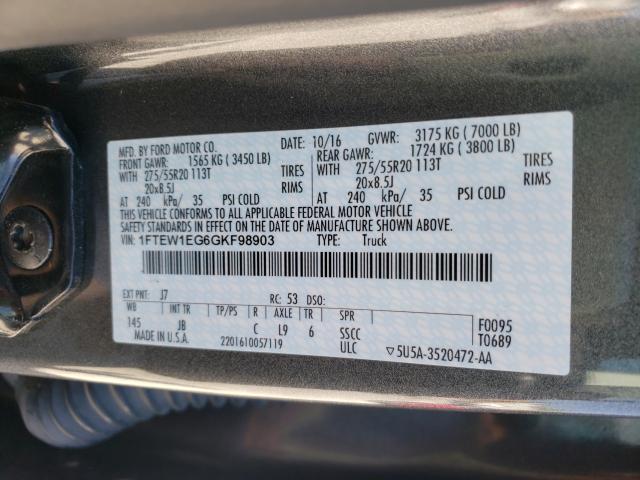 MFD. BY FORD MOTOR CO. DATE: 10/16 GVWR: 3175 KG ( 7000 LB)
FRONT GAWR: 1565 KG ( 3450 LB) REAR GAWR: 1724 KG ( 3800 LB)
WITH 275/55R20 113T TIRES WITH 275/55R20 113T TIRES
20x8.5J RIMS 20x8.5J RIMS
AT 240 kPa/ 35 PSI COLD AT 240 kPa/ 35 PSI COLD
THIS VEHICLE CONFORMS TO ALL APPLICABLE FEDERAL MOTOR VEHICLE
SAFETY STANDARDS IN EFFECT ON THE DATE OF MANUFACTURE SHOWN ABOVE.
VIN: 1FTEW1EG6GKF98903 TYPE: Truck
EXT PNT: J7 RC: 53 DSO:
WB INT TR TP/PS R AXLE TR SPR F0095
145 JB C L9 6 SSCC T0689
MADE IN U.S.A. 2201610057119 ULC ▽5U5A-3520472-AA